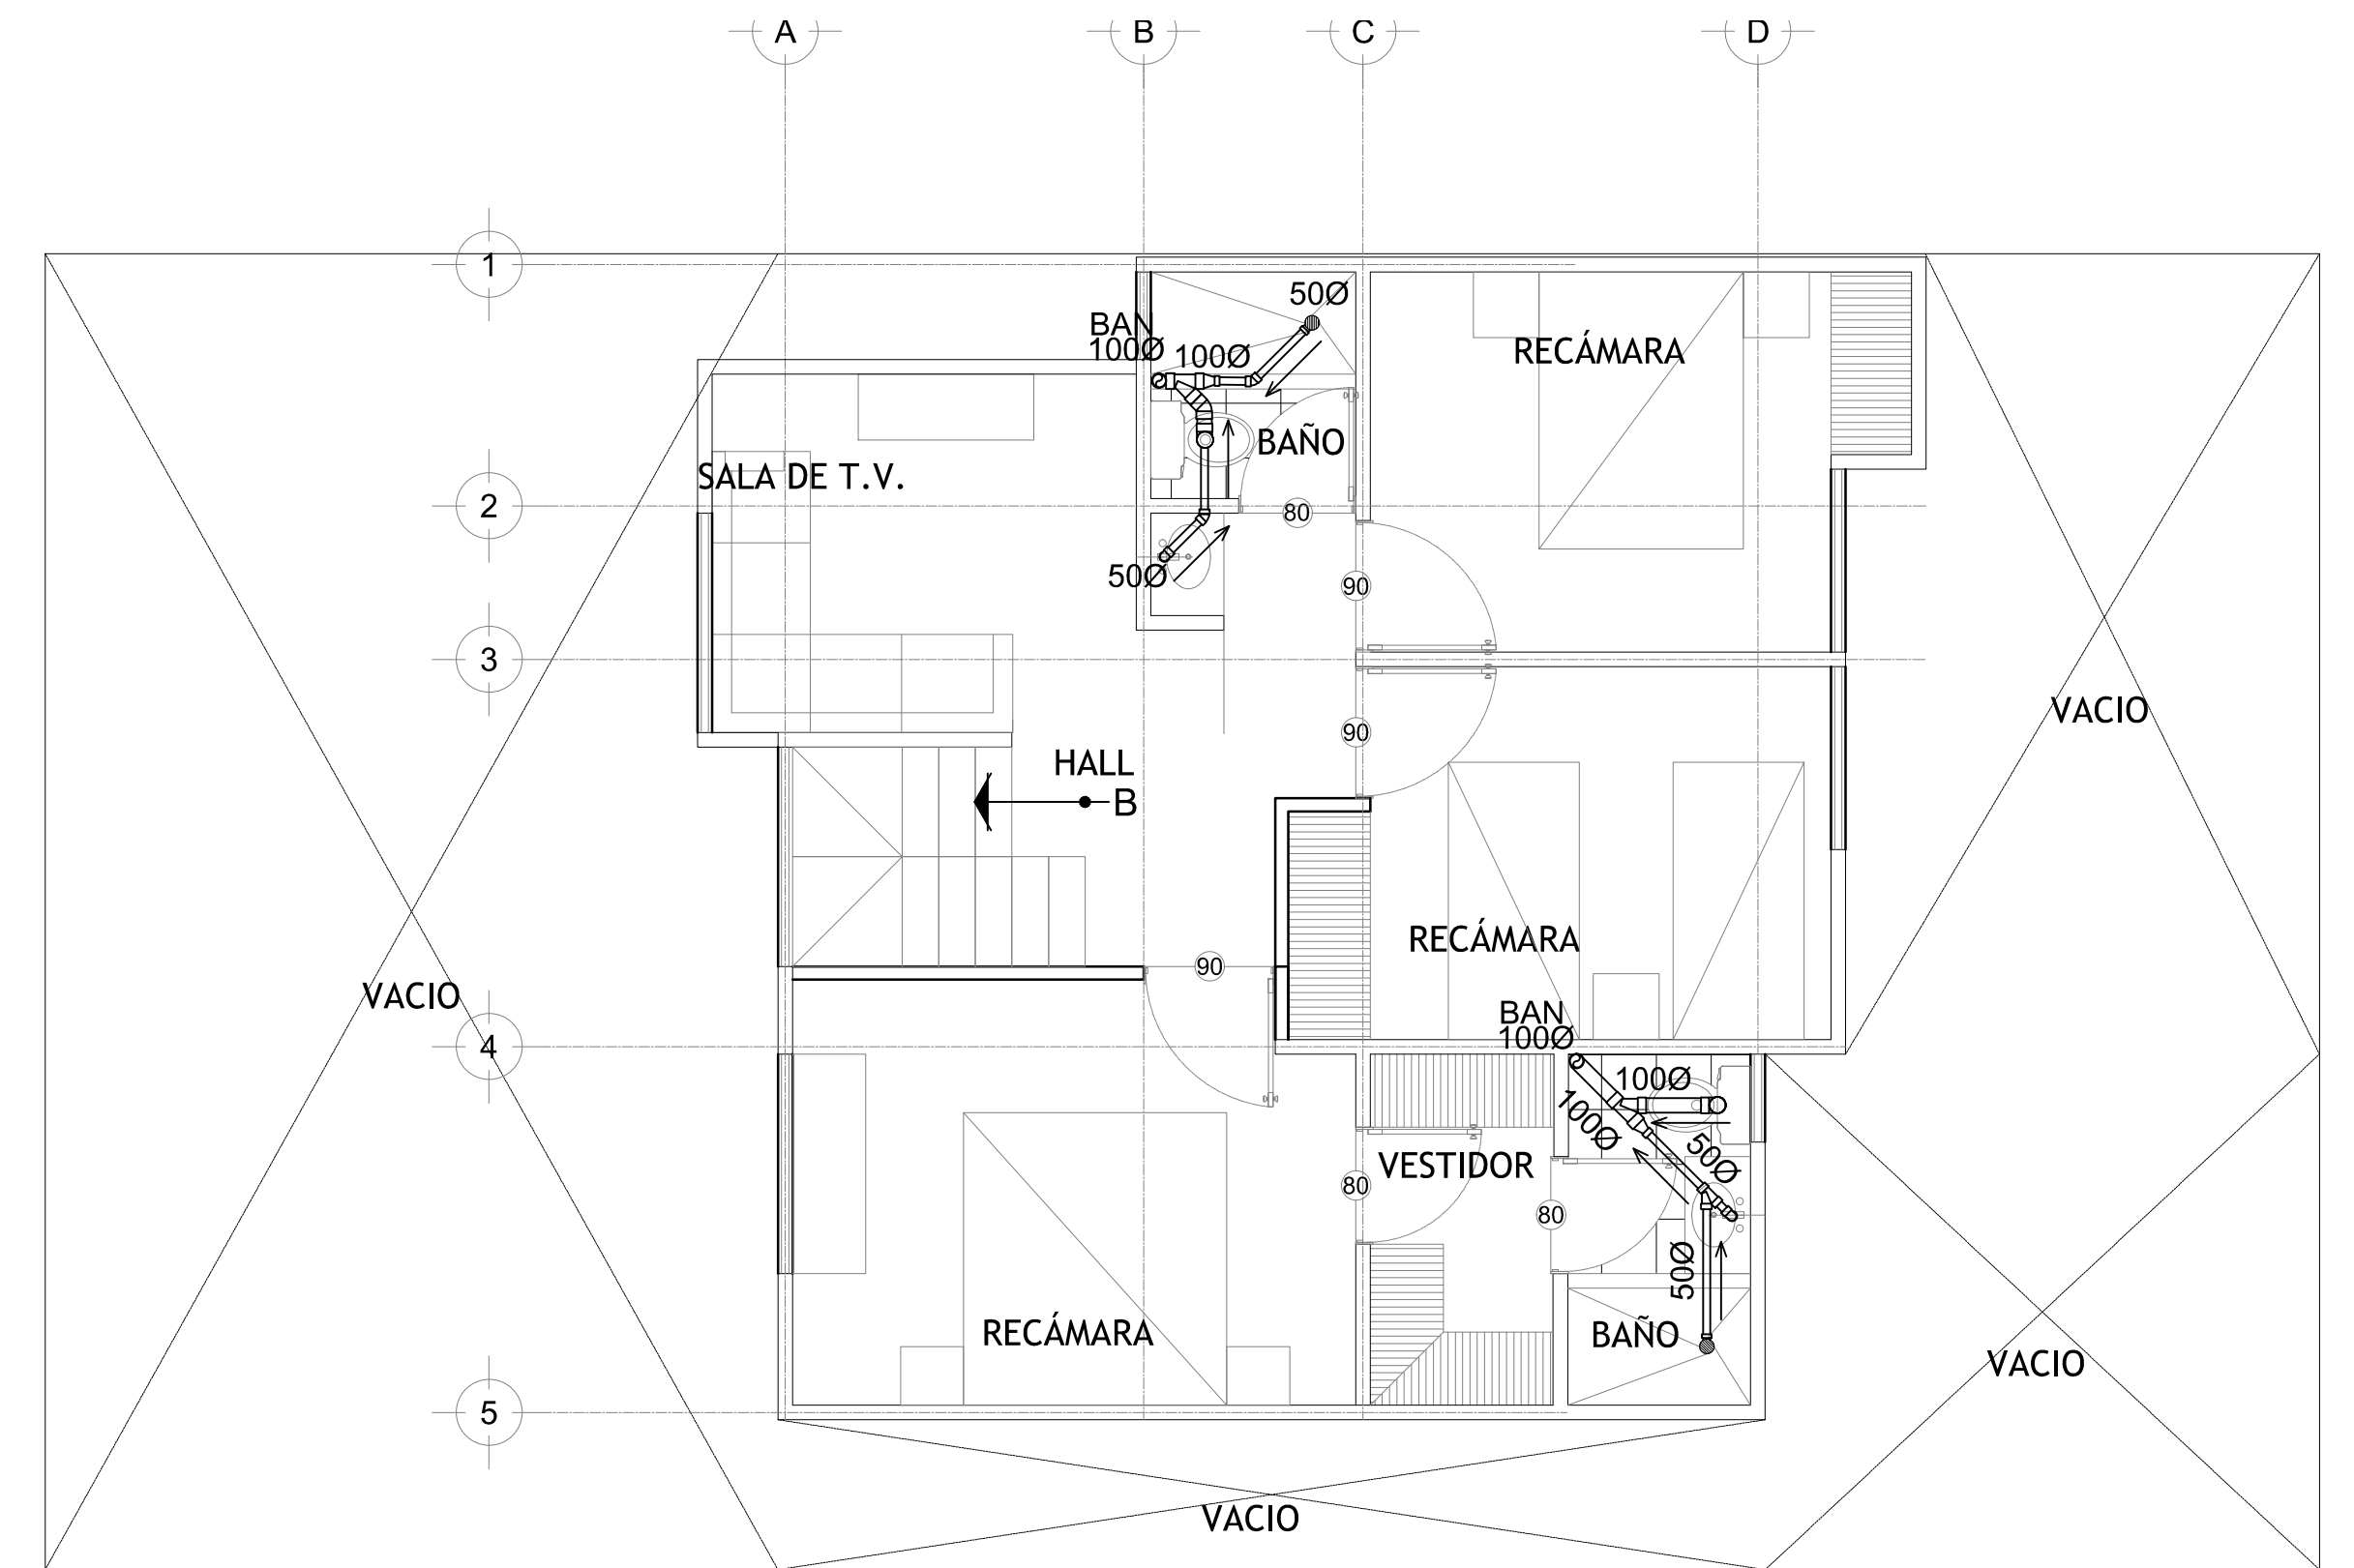 A
B
C
D
1
50Ø
BAN
100Ø
100Ø
RECÁMARA
BAÑO
SALA DE T.V.
2
80
50Ø
90
3
VACIO
90
HALL
B
RECÁMARA
90
VACIO
BAN
100Ø
4
100Ø
100Ø
50Ø
VESTIDOR
80
80
50Ø
RECÁMARA
BAÑO
VACIO
5
VACIO